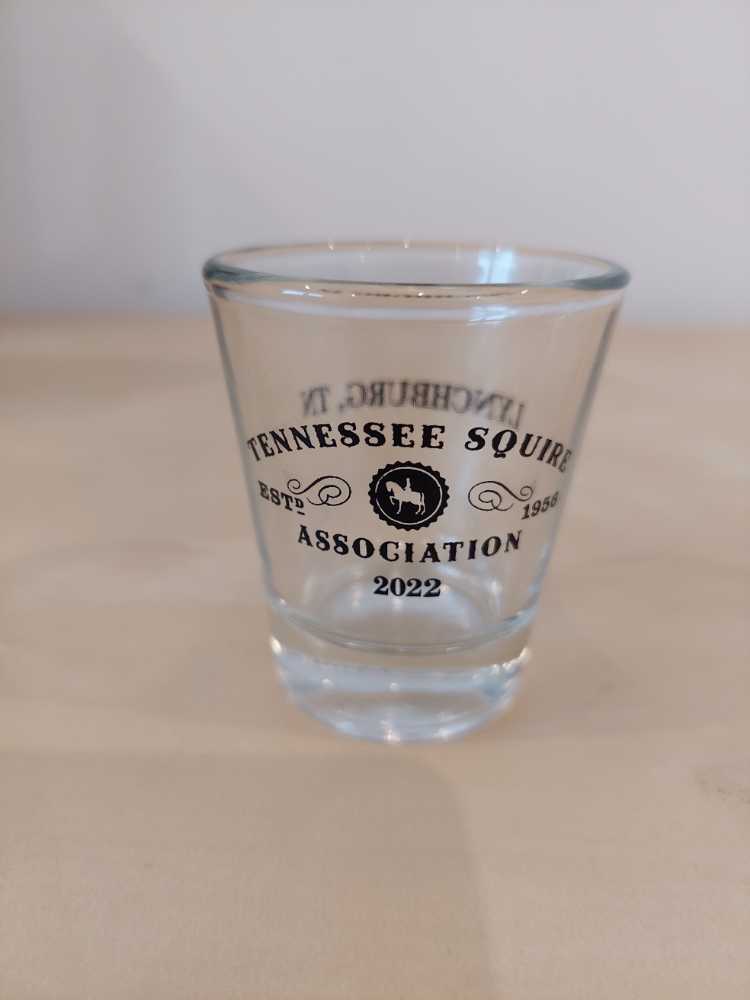 LYNCHBURG, TN
TENNESSEE SQUIRE
ESTD 1956
ASSOCIATION
2022